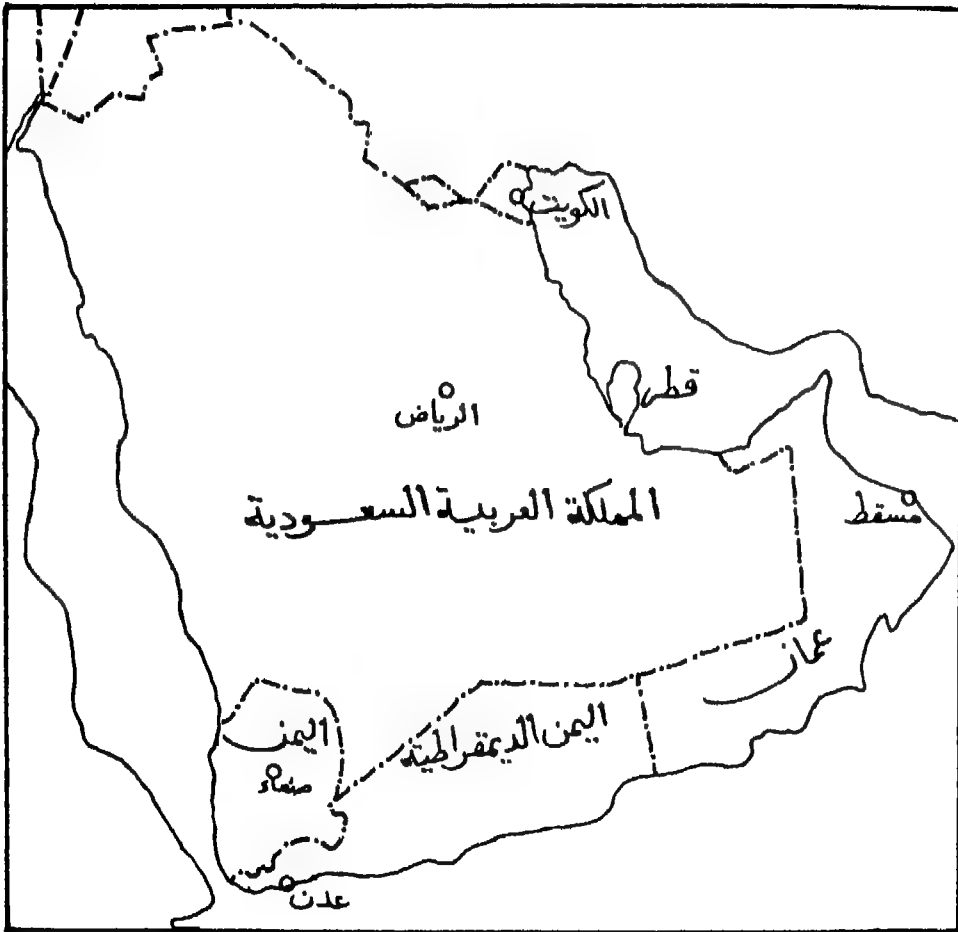 الكويت
قطر
الرياض
المملكة العربية السعودية
مسقط
عمان
اليمن
اليمن الديمقراطية
صنعاء
عدن